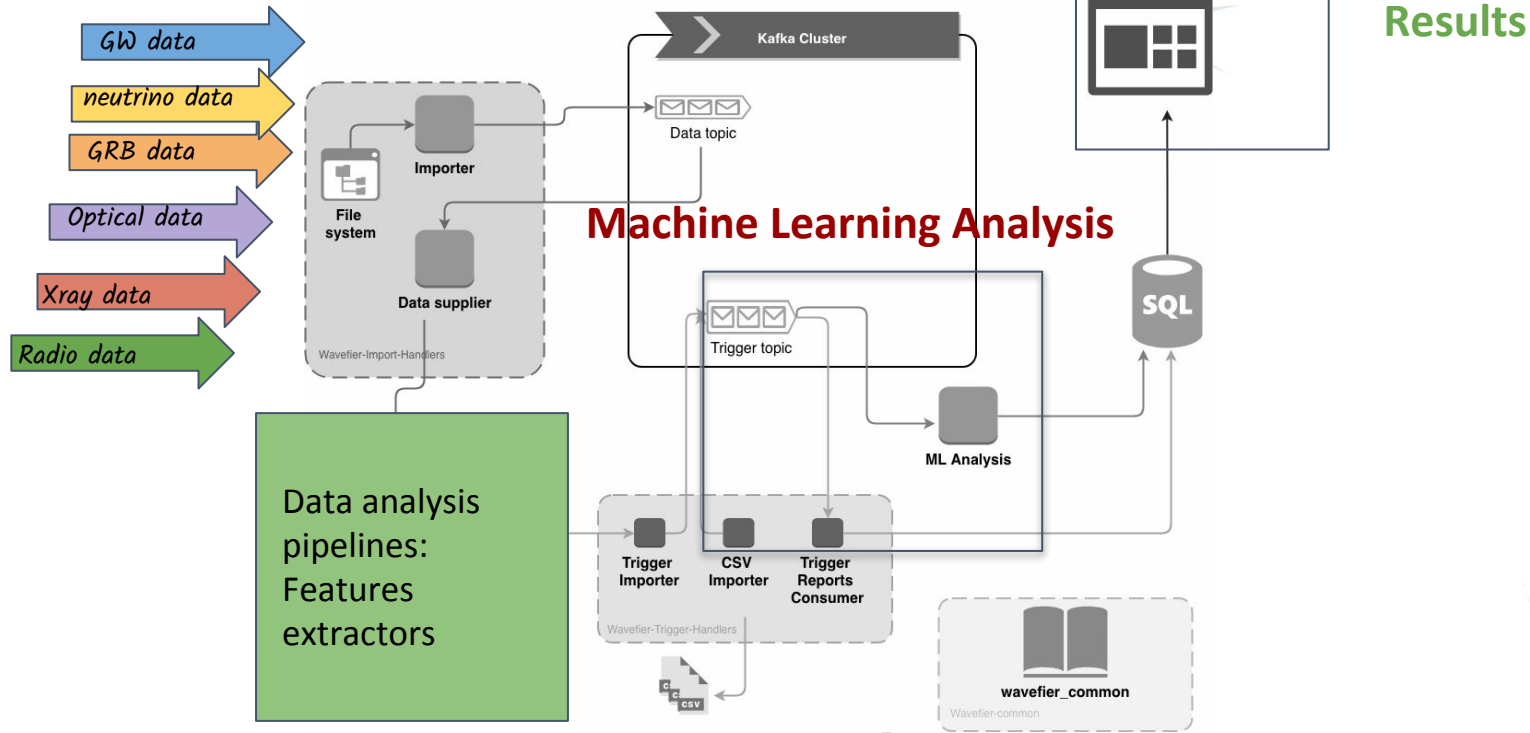 Results
GW data
neutrino data
GRB data
Optical data
Xray data
Radio data
Kafka Cluster
Data topic
Importer
File
system
Data supplier
Wavefier-Import-Handlers
Machine Learning Analysis
Trigger topic
SQL
ML Analysis
Data analysis
pipelines:
Features
extractors
Trigger
Importer
CSV
Importer
Trigger
Reports
Consumer
Wavefier-Trigger-Handlers
c
c
csv
wavefier_common
Wavefier-common